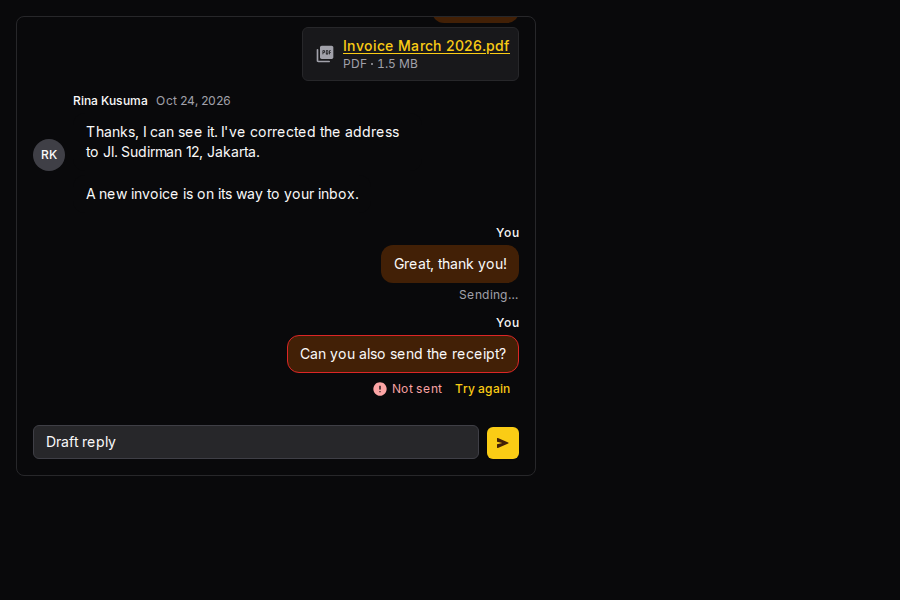 Invoice March 2026.pdf
PDF · 1.5 MB
Rina Kusuma Oct 24, 2026
Thanks, I can see it. I've corrected the address
to Jl. Sudirman 12, Jakarta.
RK
A new invoice is on its way to your inbox.
You
Great, thank you!
Sending...
You
Can you also send the receipt?
Not sent Try again
Draft reply